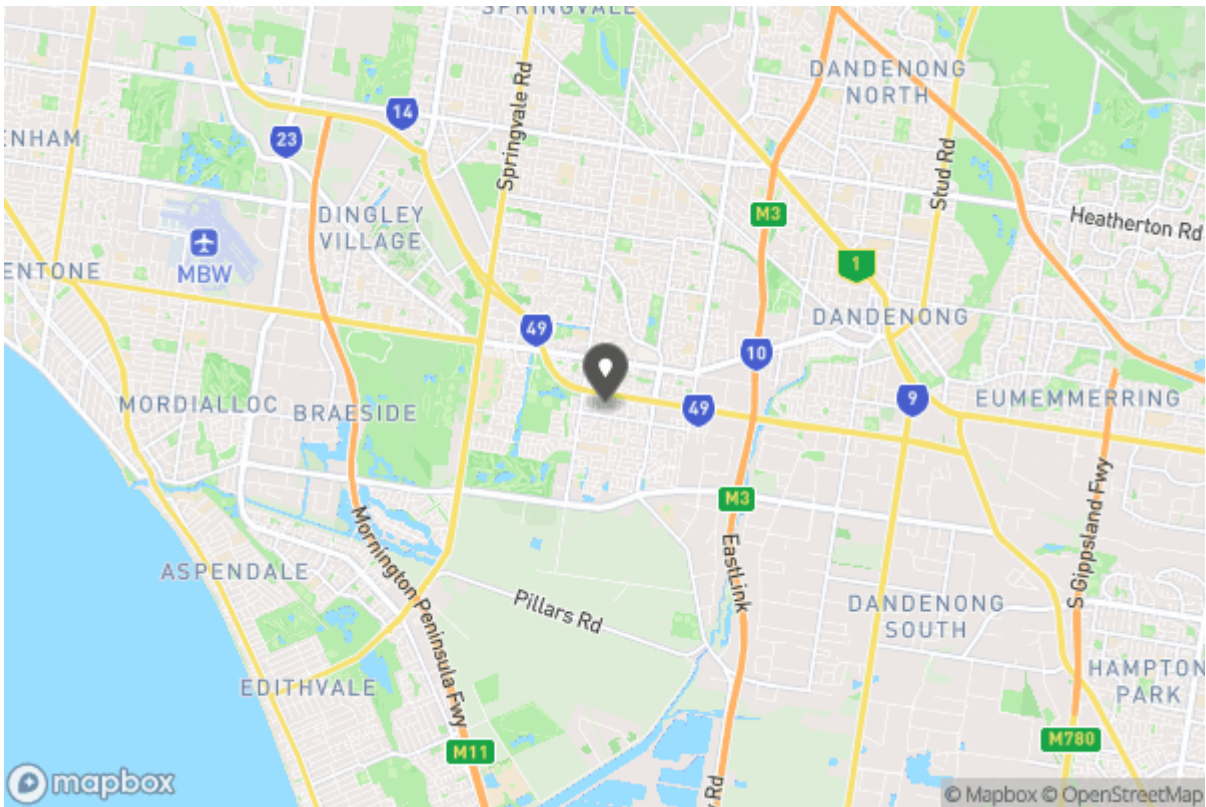 SPRINGVALE
DANDENONG
NORTH
14
23
ENHAM
Springvale Rd
Stud Rd
DINGLEY
VILLAGE
M3
Heatherton Rd
MBW
ENTONE
1
49
DANDENONG
10
MORDIALLOC
BRAESIDE
49
9
EUMEMMERRING
M3
Mornington Peninsula Fwy
EastLink
S Gippsland Fwy
ASPENDALE
Pillars Rd
DANDENONG
SOUTH
EDITHVALE
HAMPTON
PARK
M11
M780
y Rd
mapbox
© Mapbox © OpenStreetMap